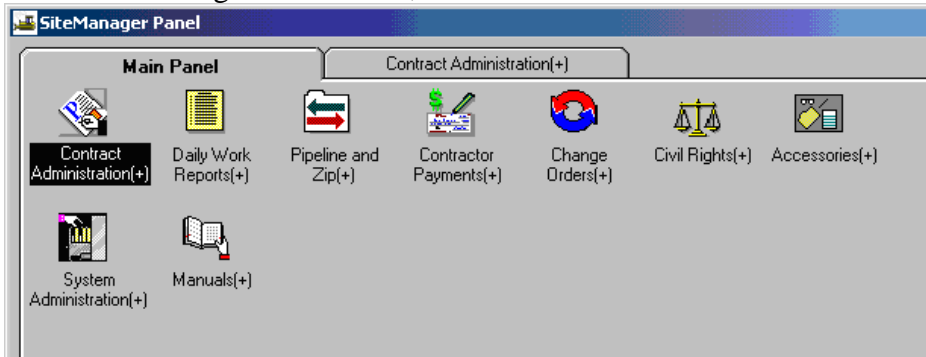 SiteManager Panel
Main Panel
Contract Administration(+)
Contract
Administration(+)
Daily Work
Reports(+)
Pipeline and
Zip(+)
Contractor
Payments(+)
Change
Orders(+)
Civil Rights(+)
Accessories(+)
System
Administration(+)
Manuals(+)